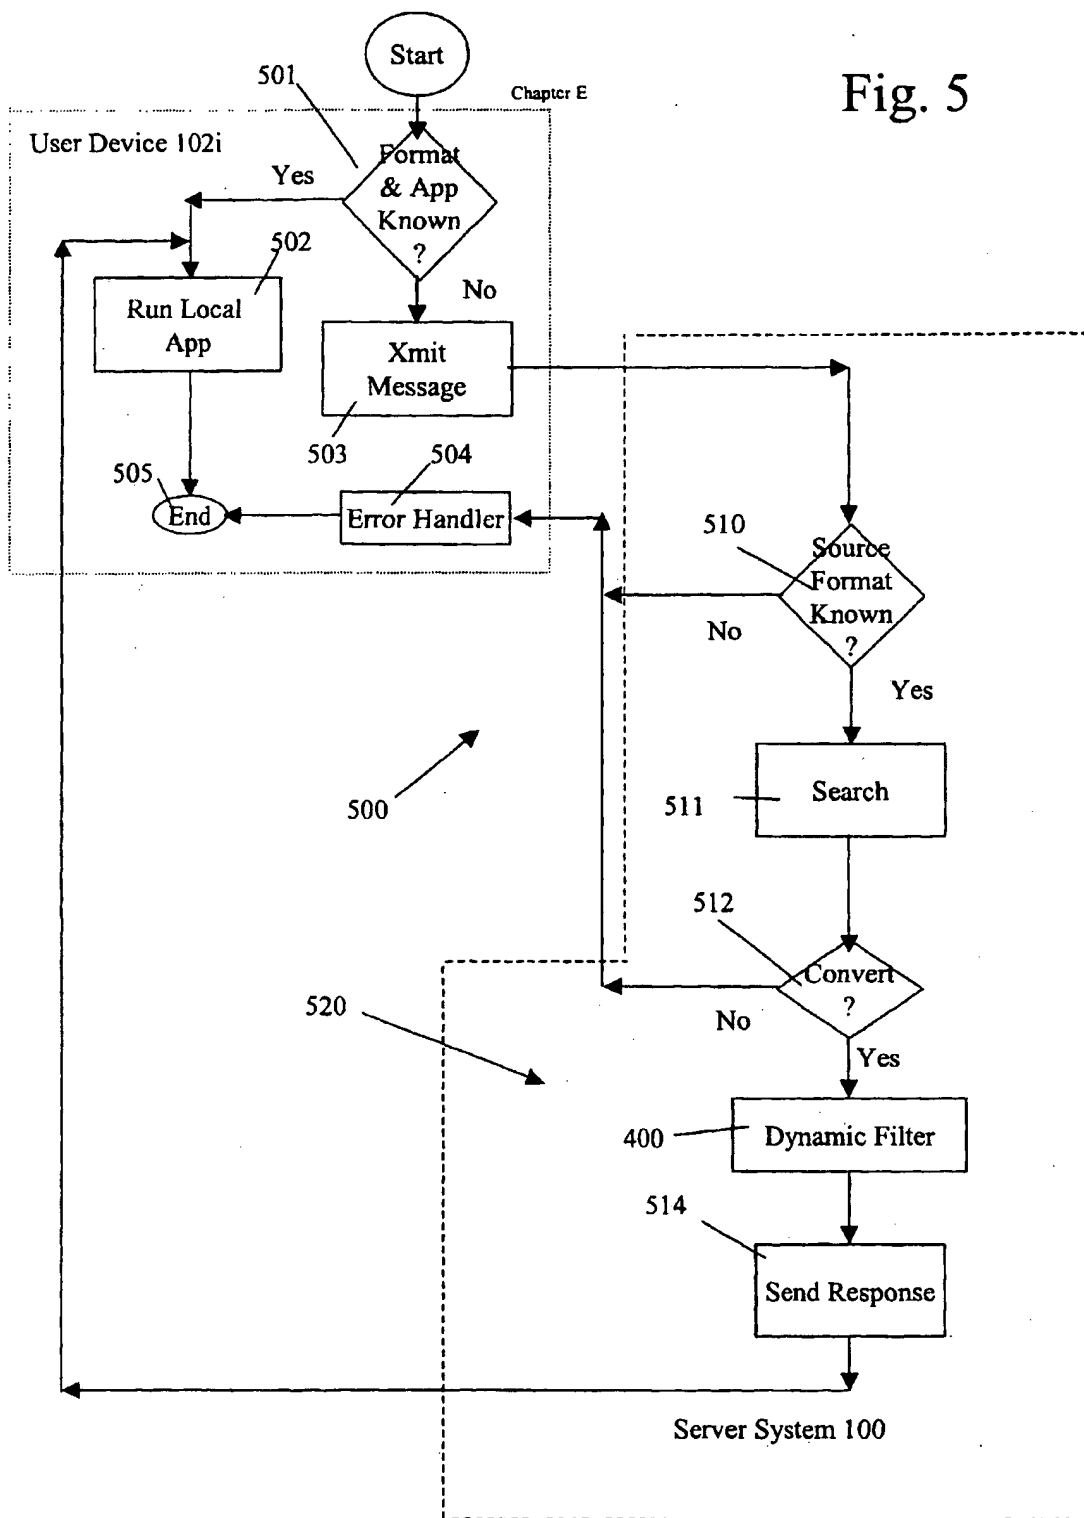 Start
Fig. 5
501
Chapter E
User Device 102i
Format
& App
Known
?
Yes
502
No
Run Local
App
Xmit
Message
503
504
505
End
Error Handler
510
Source
Format
Known
?
No
Yes
500
511
Search
512
Convert
?
520
No
Yes
400
Dynamic Filter
514
Send Response
Server System 100